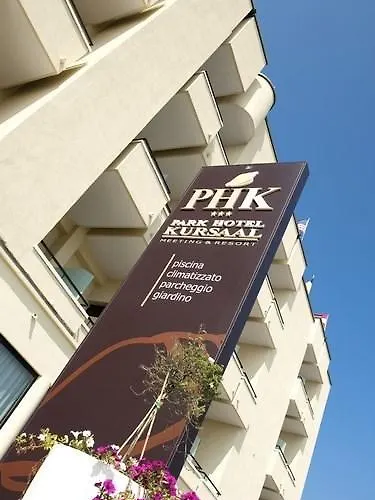 PHK
★★★
PARK HOTEL
KURSAAL
MEETING & RESORT
piscina
climatizzato
parcheggio
giardino